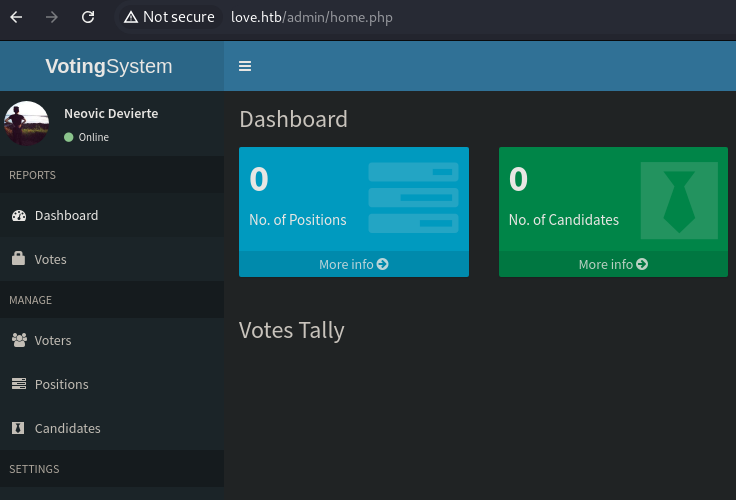 Not secure love.htb/admin/home.php
VotingSystem
Neovic Devierte
Online
REPORTS
Dashboard
Votes
MANAGE
Voters
Positions
Candidates
SETTINGS
Dashboard
0
No. of Positions
More info
0
No. of Candidates
More info
Votes Tally